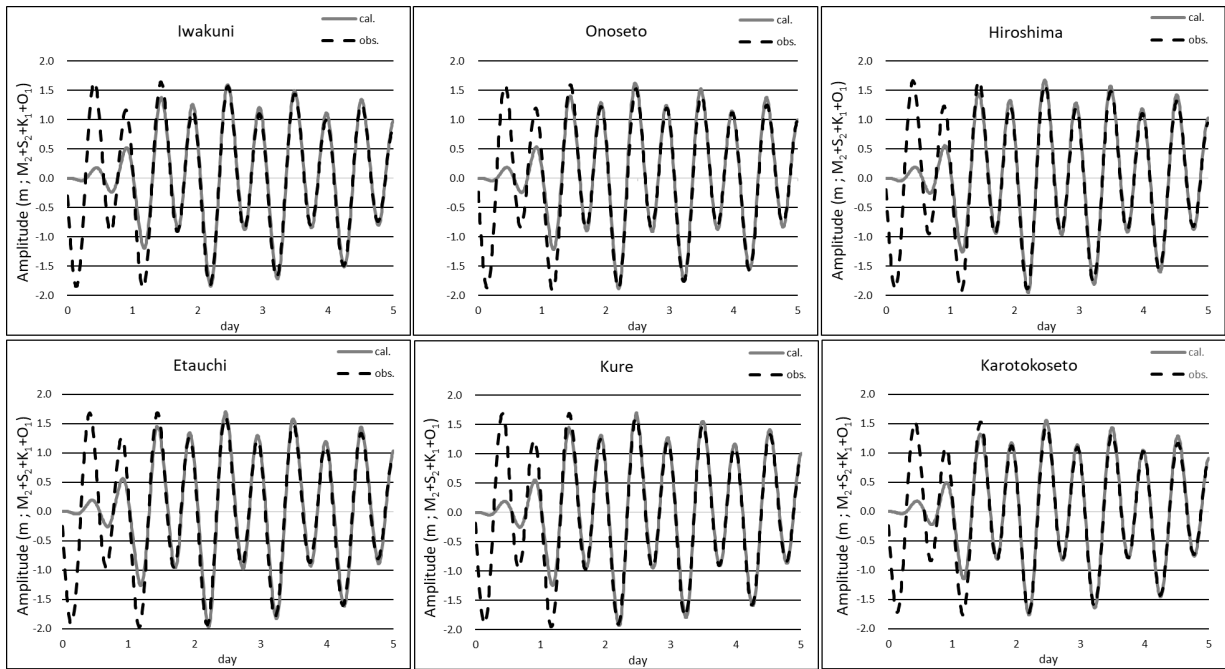 Iwakuni
cal.
obs.
Amplitude (m ; M₂+S₂+K₁+O₁)
2.0
1.5
1.0
0.5
0.0
-0.5
-1.0
-1.5
-2.0
0 1 2 3 4 5
day
Onoseto
cal.
obs.
Amplitude (m ; M₂+S₂+K₁+O₁)
2.0
1.5
1.0
0.5
0.0
-0.5
-1.0
-1.5
-2.0
0 1 2 3 4 5
day
Hiroshima
cal.
obs.
Amplitude (m ; M₂+S₂+K₁+O₁)
2.0
1.5
1.0
0.5
0.0
-0.5
-1.0
-1.5
-2.0
0 1 2 3 4 5
day
Etauchi
cal.
obs.
Amplitude (m ; M₂+S₂+K₁+O₁)
2.0
1.5
1.0
0.5
0.0
-0.5
-1.0
-1.5
-2.0
0 1 2 3 4 5
day
Kure
cal.
obs.
Amplitude (m ; M₂+S₂+K₁+O₁)
2.0
1.5
1.0
0.5
0.0
-0.5
-1.0
-1.5
-2.0
0 1 2 3 4 5
day
Karotokoseto
cal.
obs.
Amplitude (m ; M₂+S₂+K₁+O₁)
2.0
1.5
1.0
0.5
0.0
-0.5
-1.0
-1.5
-2.0
0 1 2 3 4 5
day